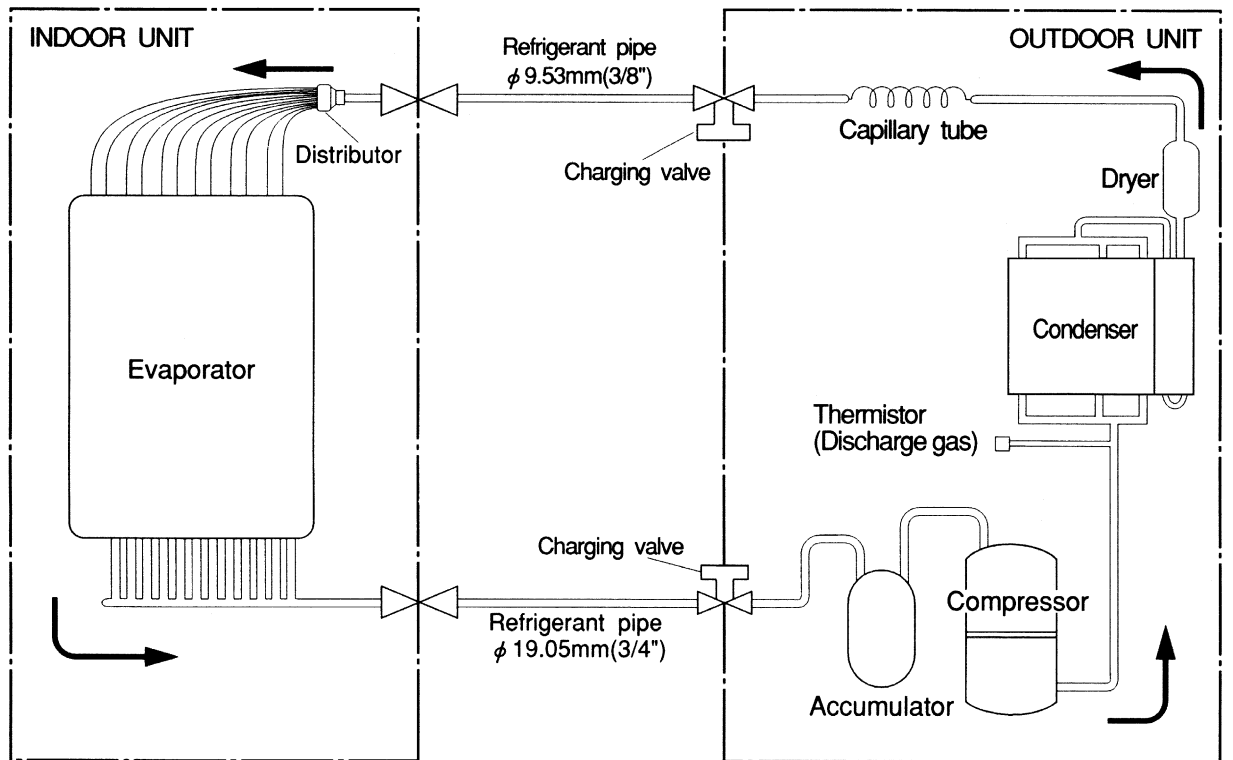 INDOOR UNIT
Refrigerant pipe
φ 9.53mm(3/8")
OUTDOOR UNIT
Distributor
Charging valve
Capillary tube
Dryer
Evaporator
Condenser
Thermistor
(Discharge gas)
Charging valve
Refrigerant pipe
φ 19.05mm(3/4")
Compressor
Accumulator